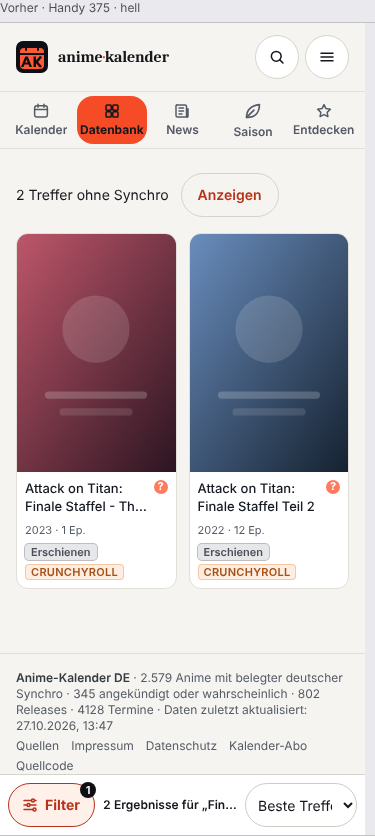 Vorher · Handy 375 · hell
AK
anime·kalender
Kalender
Datenbank
News
Saison
Entdecken
2 Treffer ohne Synchro
Anzeigen
Attack on Titan:
Finale Staffel - Th...
?
2023 · 1 Ep.
Erschienen
CRUNCHYROLL
Attack on Titan:
Finale Staffel Teil 2
?
2022 · 12 Ep.
Erschienen
CRUNCHYROLL
Anime-Kalender DE · 2.579 Anime mit belegter deutscher
Synchro · 345 angekündigt oder wahrscheinlich · 802
Releases · 4128 Termine · Daten zuletzt aktualisiert:
27.10.2026, 13:47
Quellen Impressum Datenschutz Kalender-Abo
Quellcode
Filter
1
2 Ergebnisse für „Fin...
Beste Treff